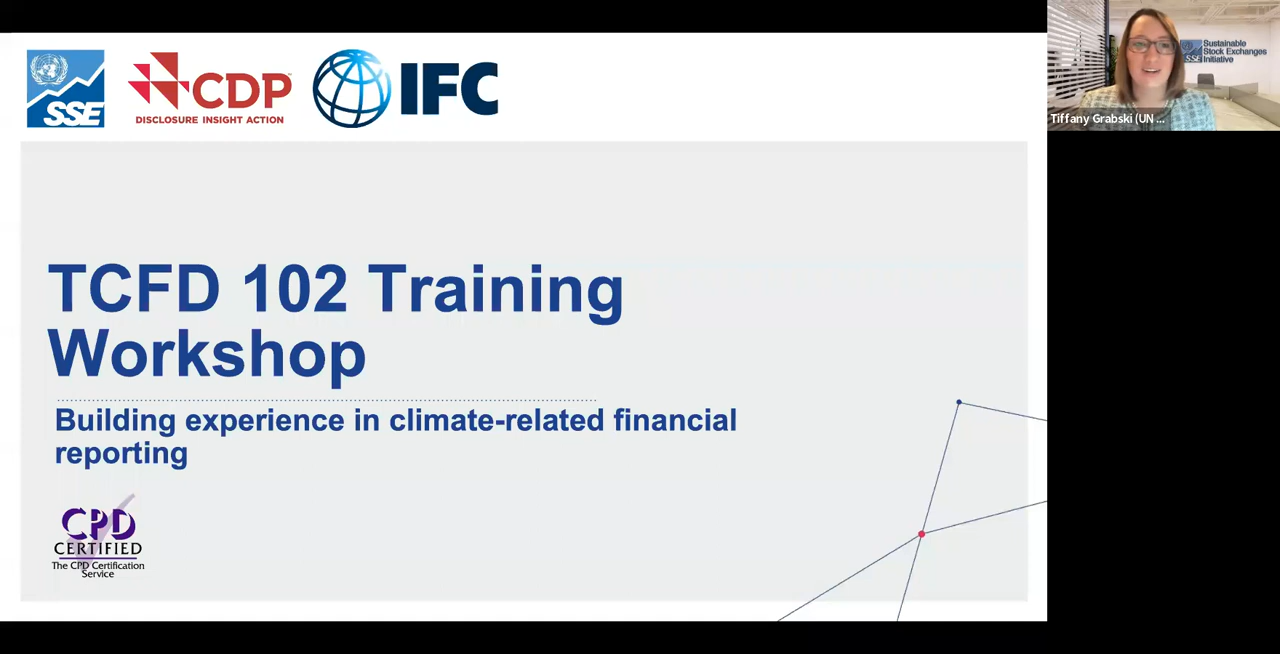 SSE
CDP
DISCLOSURE INSIGHT ACTION
IFC
TCFD 102 Training
Workshop
Building experience in climate-related financial
reporting
CPD
CERTIFIED
The CPD Certification
Service
Sustainable
Stock Exchanges
Initiative
SSE
Tiffany Grabski (UN ...